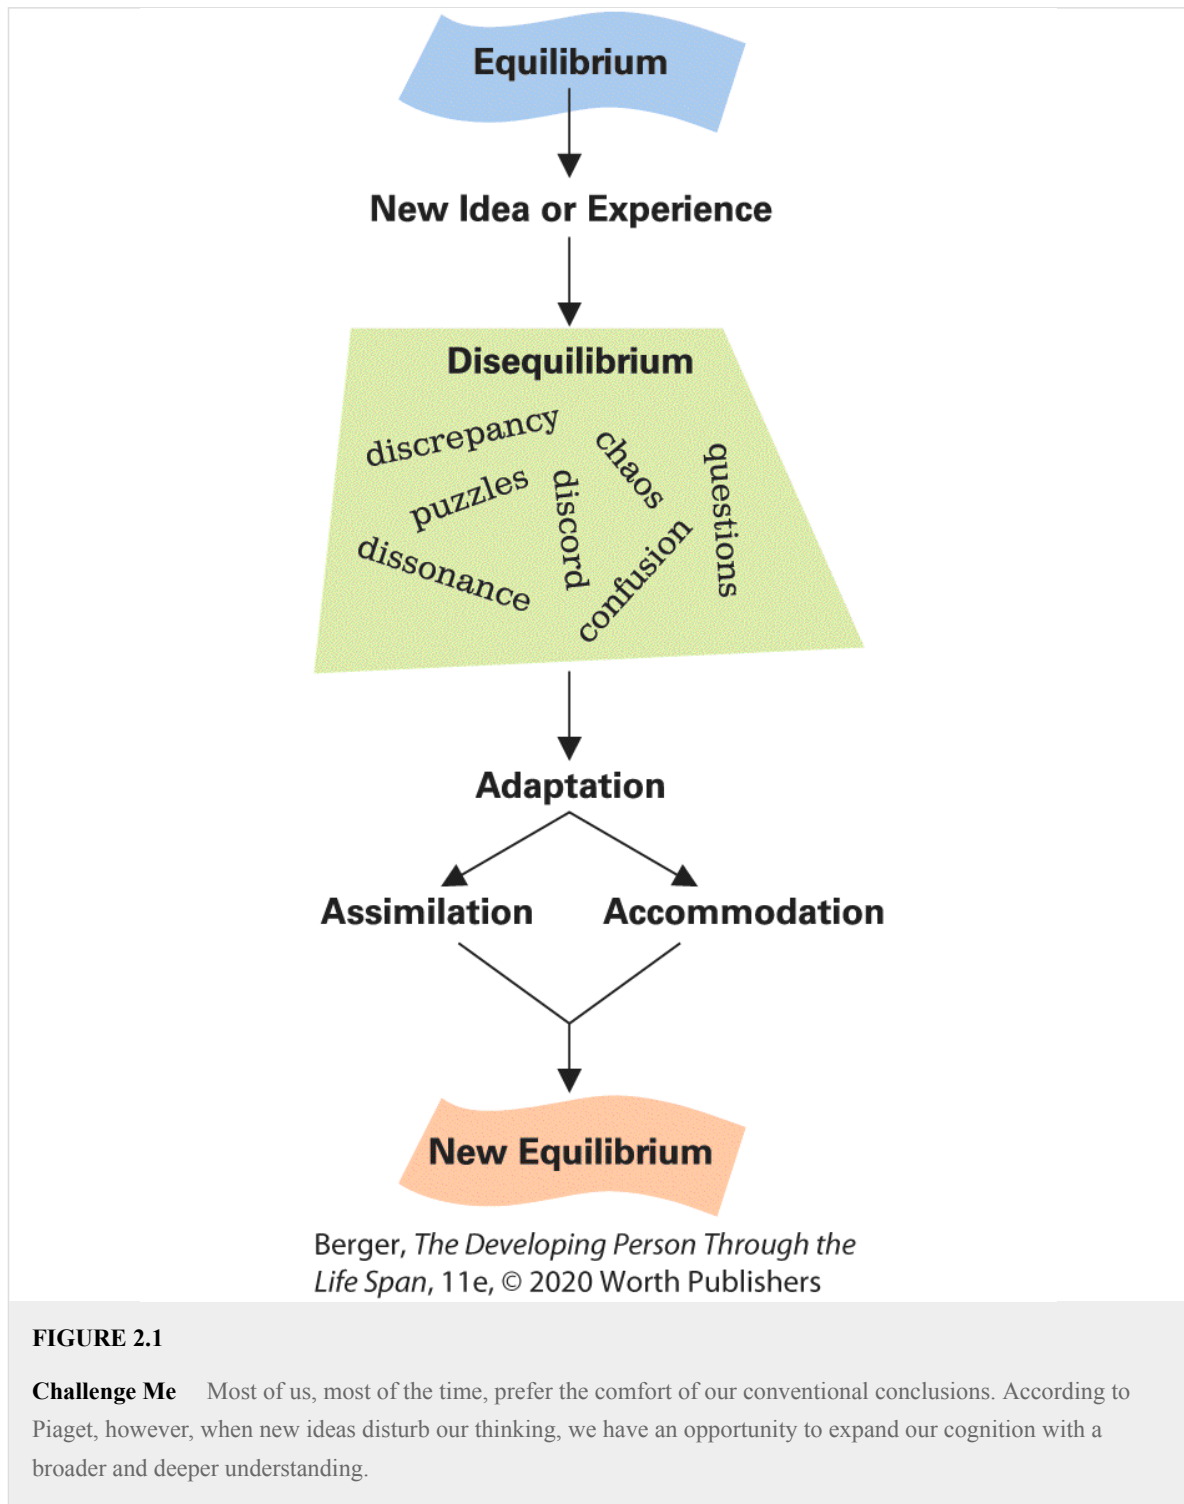 Equilibrium
New Idea or Experience
Disequilibrium
discrepancy
chaos
questions
puzzles
discord
dissonance
confusion
Adaptation
Assimilation
Accommodation
New Equilibrium
Berger, The Developing Person Through the
Life Span, 11e, © 2020 Worth Publishers
FIGURE 2.1
Challenge Me Most of us, most of the time, prefer the comfort of our conventional conclusions. According to
Piaget, however, when new ideas disturb our thinking, we have an opportunity to expand our cognition with a
broader and deeper understanding.